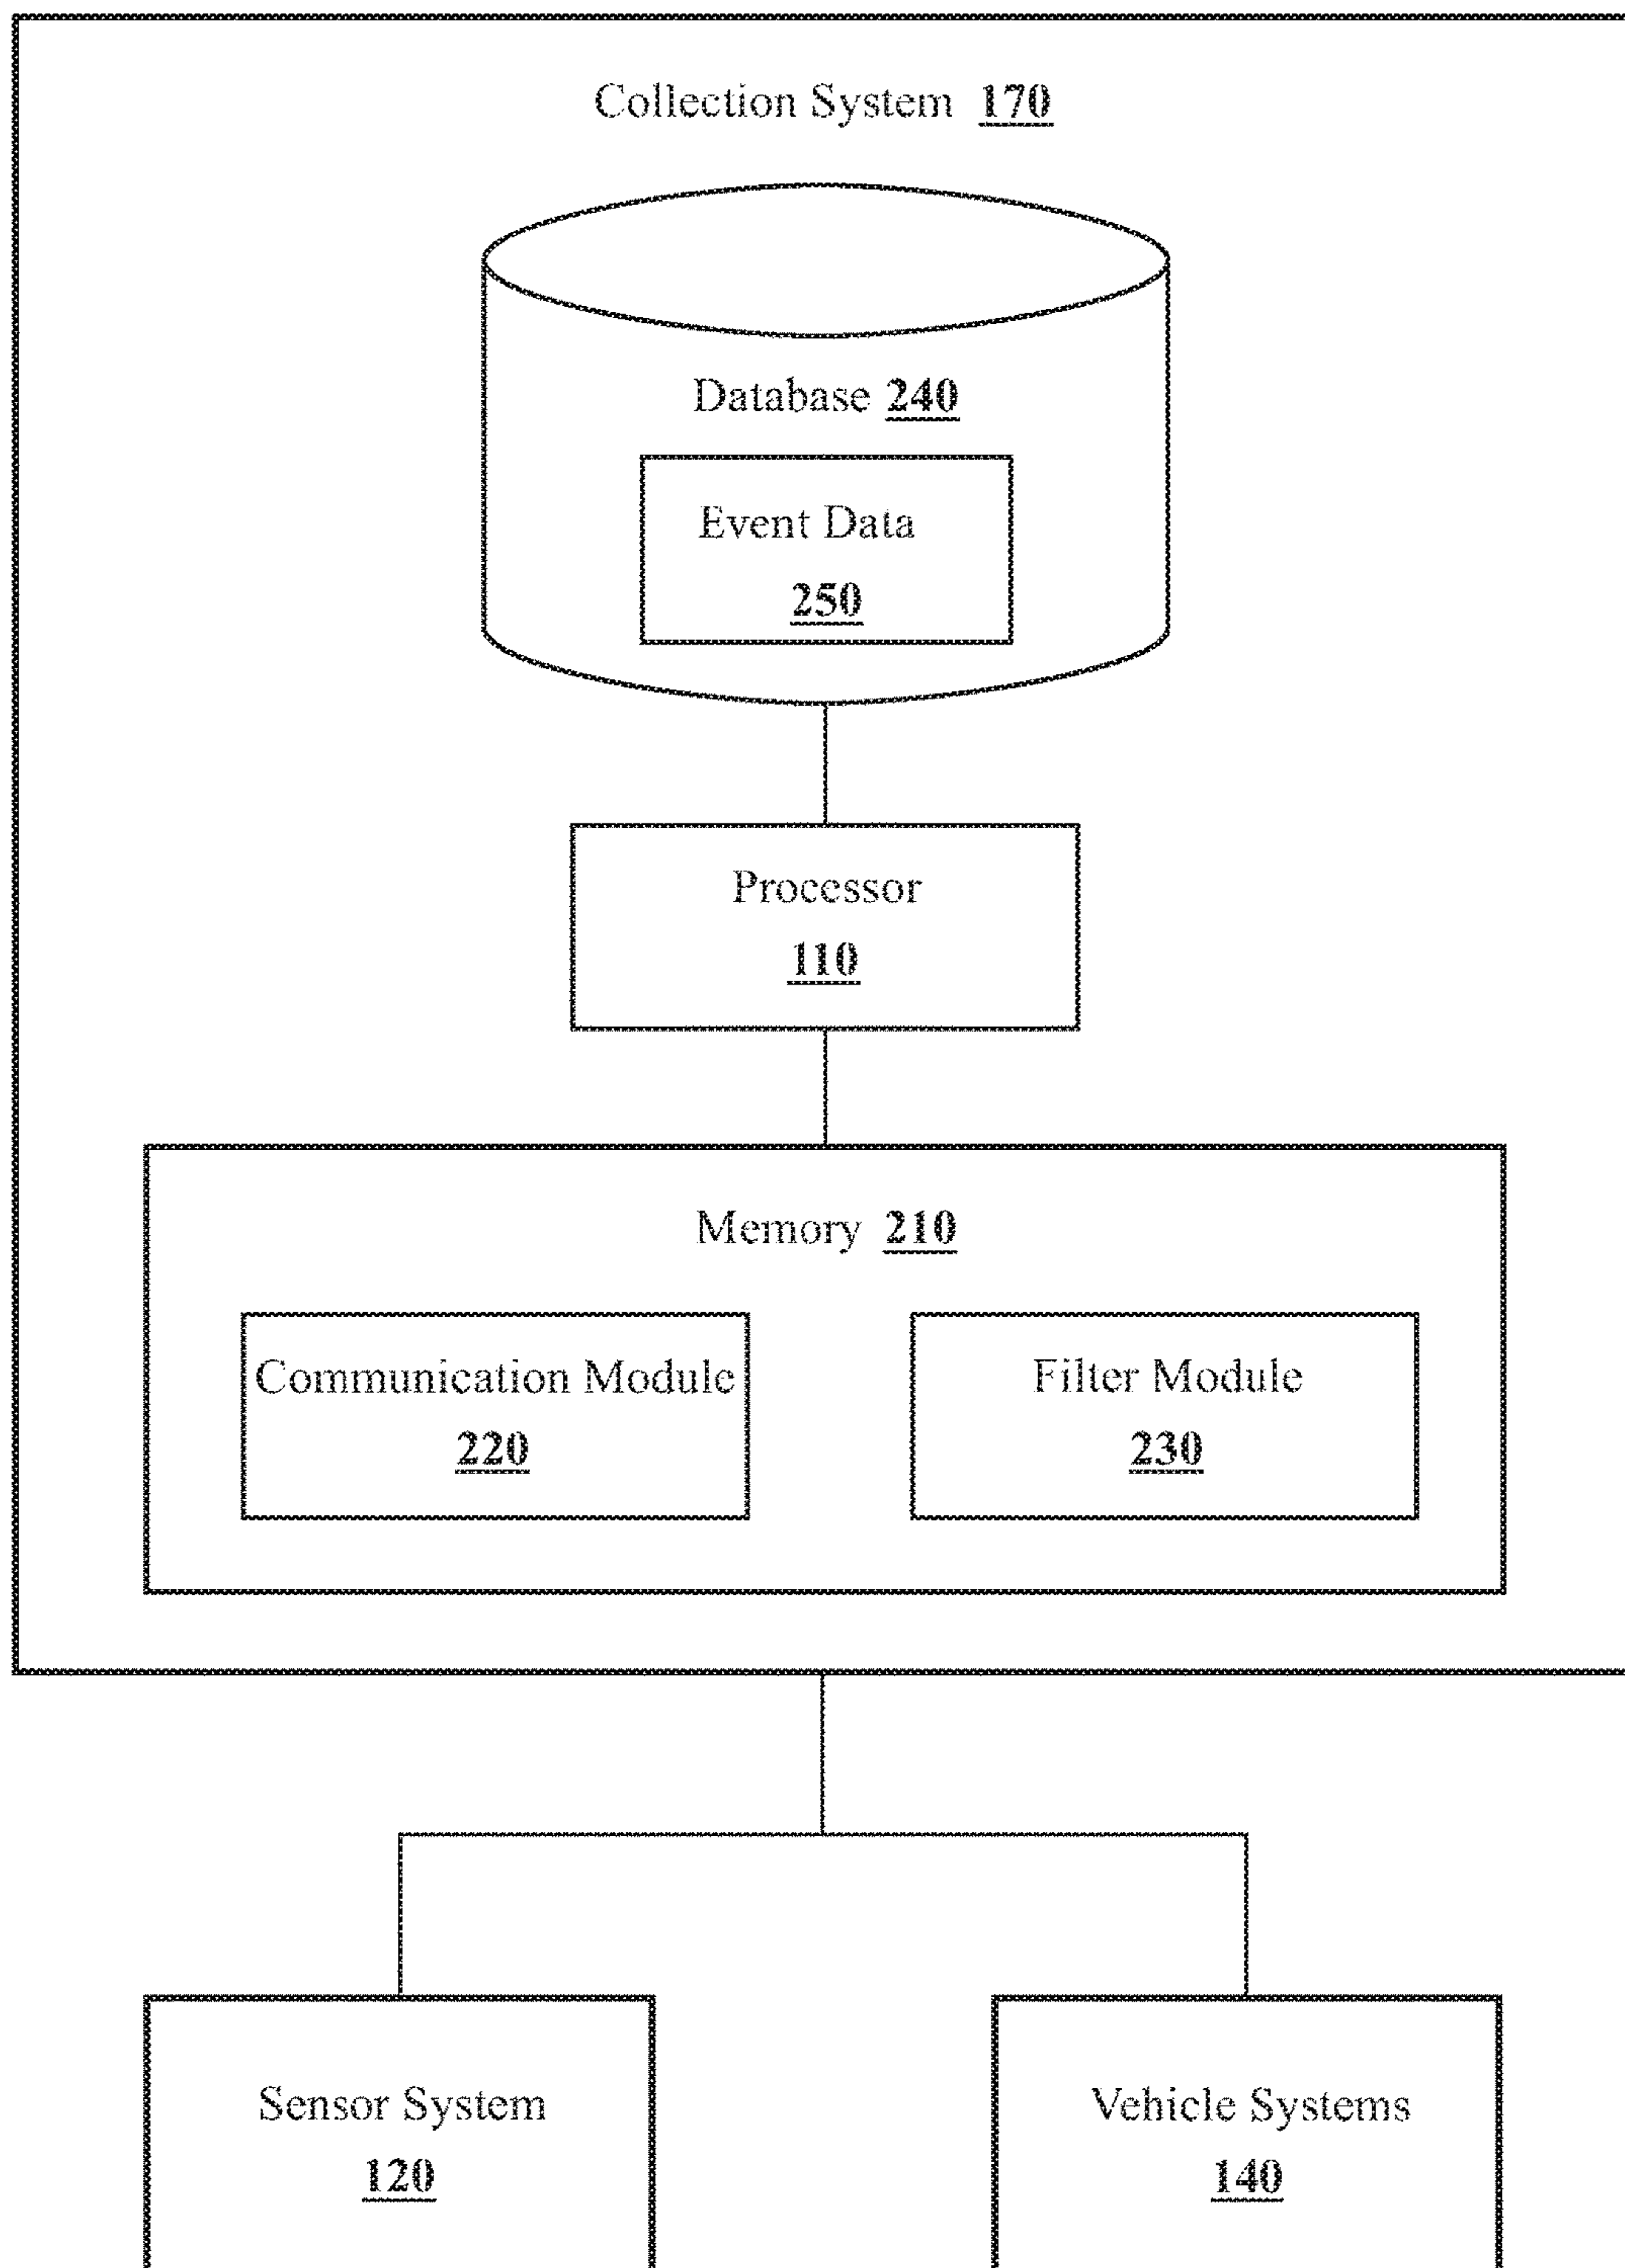 Collection System 170
Database 240
Event Data
250
Processor
110
Memory 210
Communication Module
220
Filter Module
230
Sensor System
120
Vehicle Systems
140